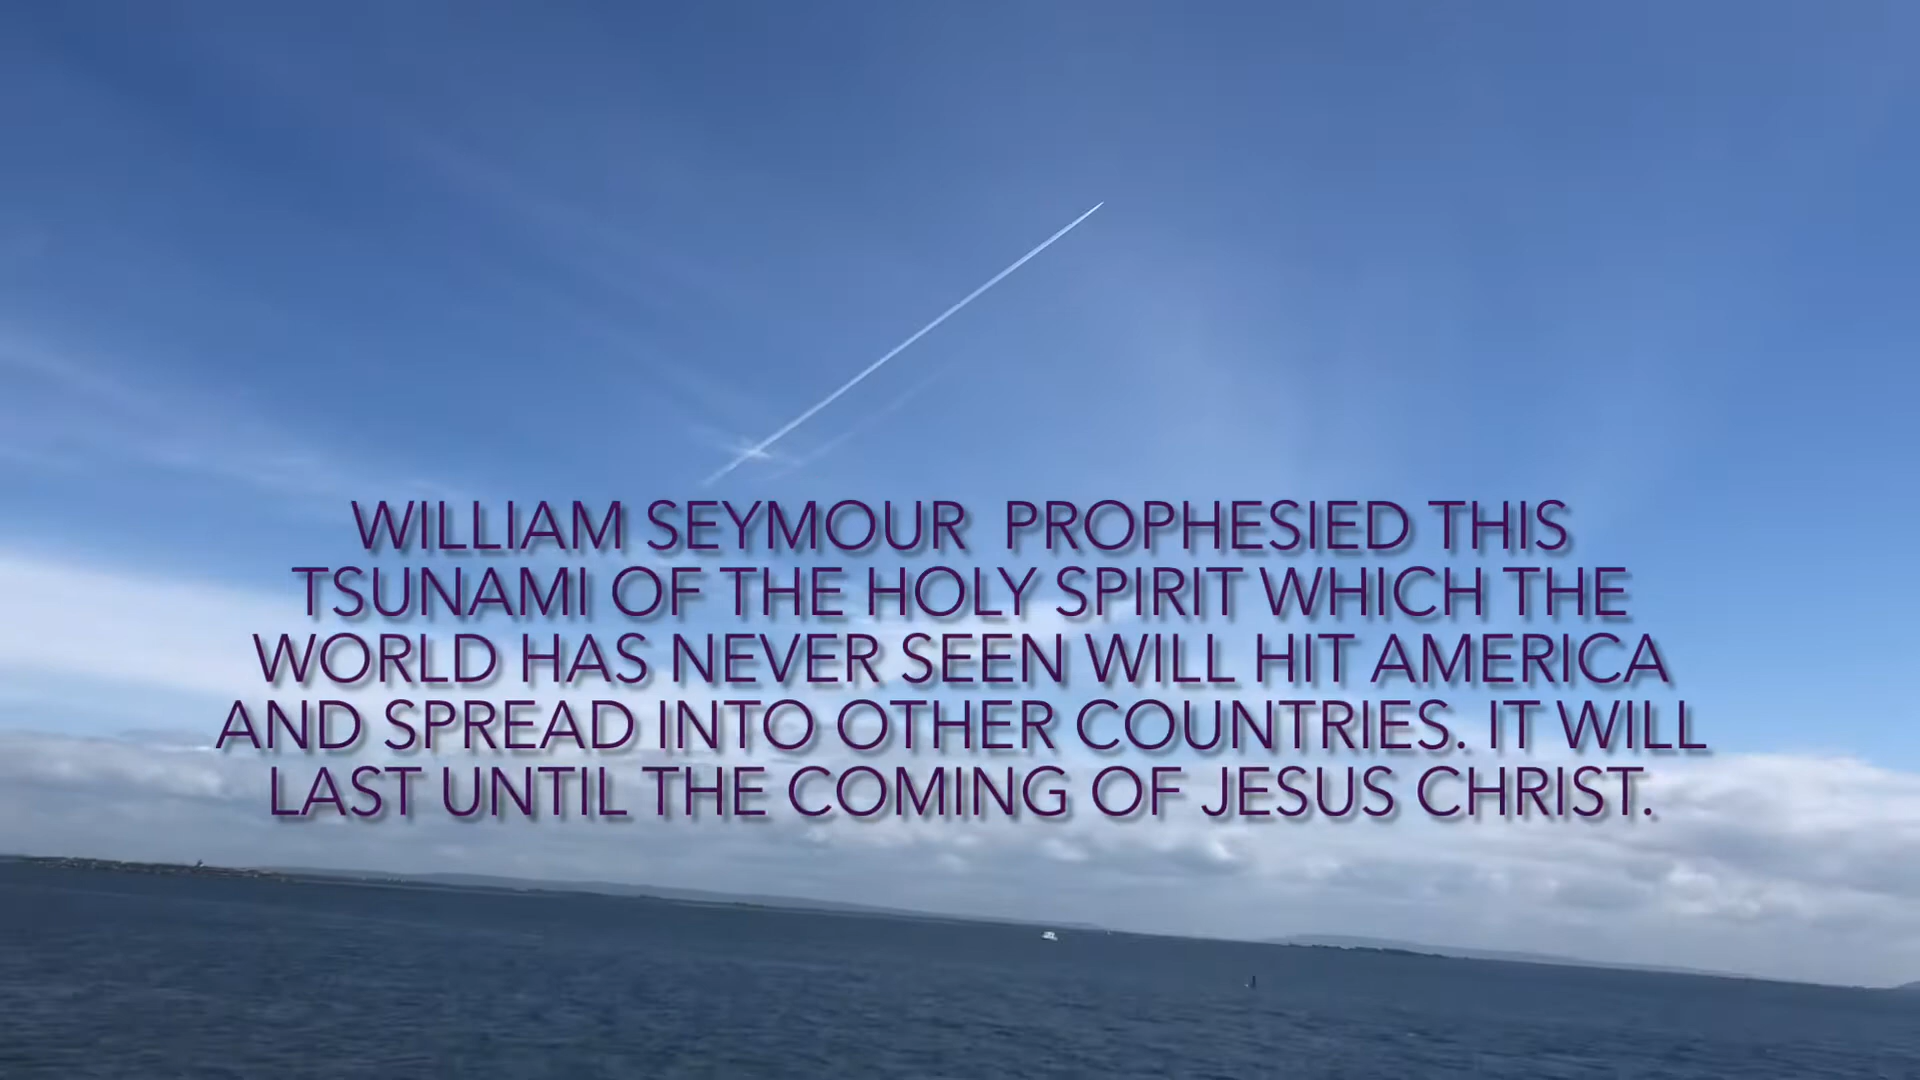 WILLIAM SEYMOUR  PROPHESIED THIS
TSUNAMI OF THE HOLY SPIRIT WHICH THE
WORLD HAS NEVER SEEN WILL HIT AMERICA
AND SPREAD INTO OTHER COUNTRIES. IT WILL
LAST UNTIL THE COMING OF JESUS CHRIST.